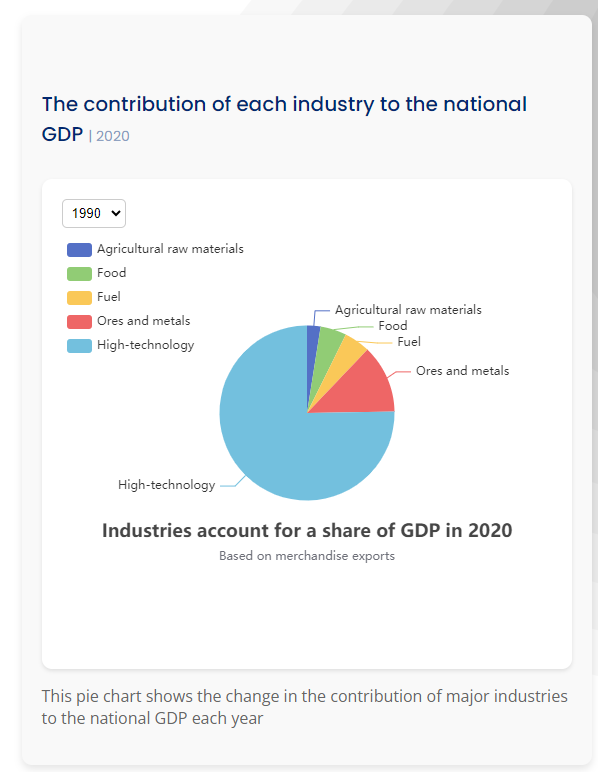 The contribution of each industry to the national
GDP | 2020
1990
Agricultural raw materials
Food
Fuel
Ores and metals
High-technology
Agricultural raw materials
Food
Fuel
Ores and metals
High-technology
Industries account for a share of GDP in 2020
Based on merchandise exports
This pie chart shows the change in the contribution of major industries
to the national GDP each year